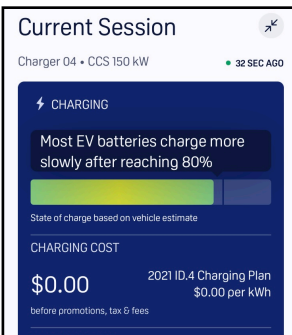 Current Session
Charger 04 • CCS 150 kW
32 SEC AGO
CHARGING
Most EV batteries charge more
slowly after reaching 80%
State of charge based on vehicle estimate
CHARGING COST
$0.00
2021 ID.4 Charging Plan
$0.00 per kWh
before promotions, tax & fees